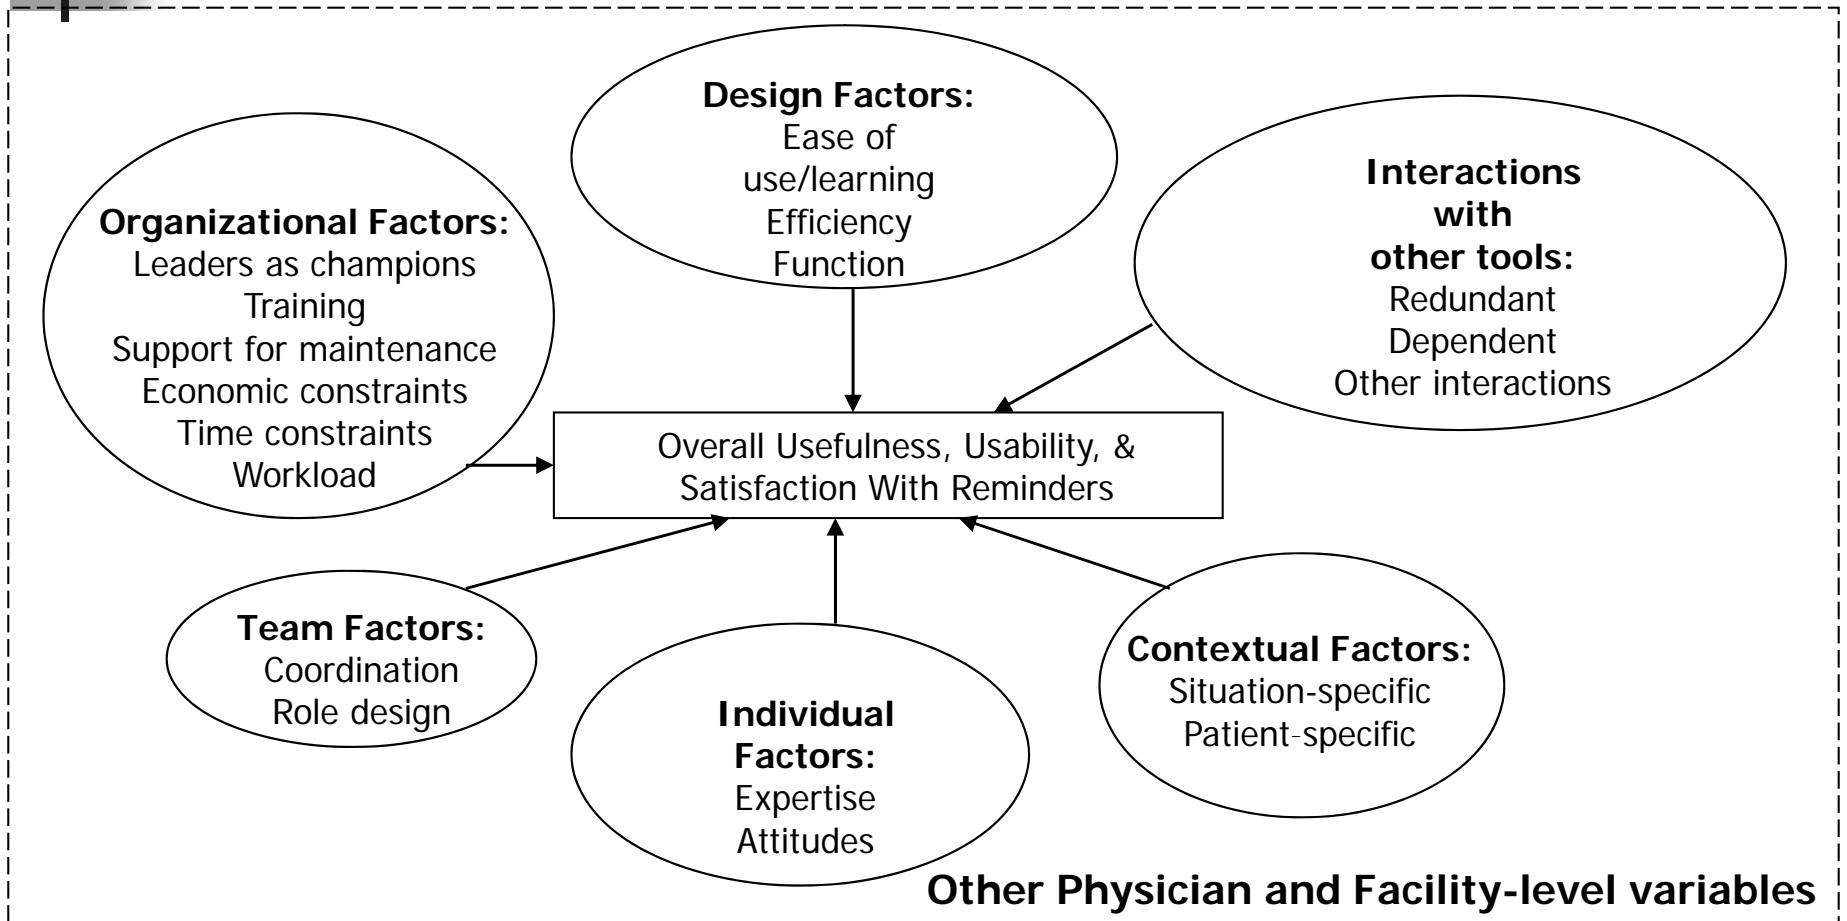 Design Factors:
Ease of
use/learning
Efficiency
Function
Organizational Factors:
Leaders as champions
Training
Support for maintenance
Economic constraints
Time constraints
Workload
Interactions
with
other tools:
Redundant
Dependent
Other interactions
Overall Usefulness, Usability, &
Satisfaction With Reminders
Team Factors:
Coordination
Role design
Individual
Factors:
Expertise
Attitudes
Contextual Factors:
Situation-specific
Patient-specific
Other Physician and Facility-level variables